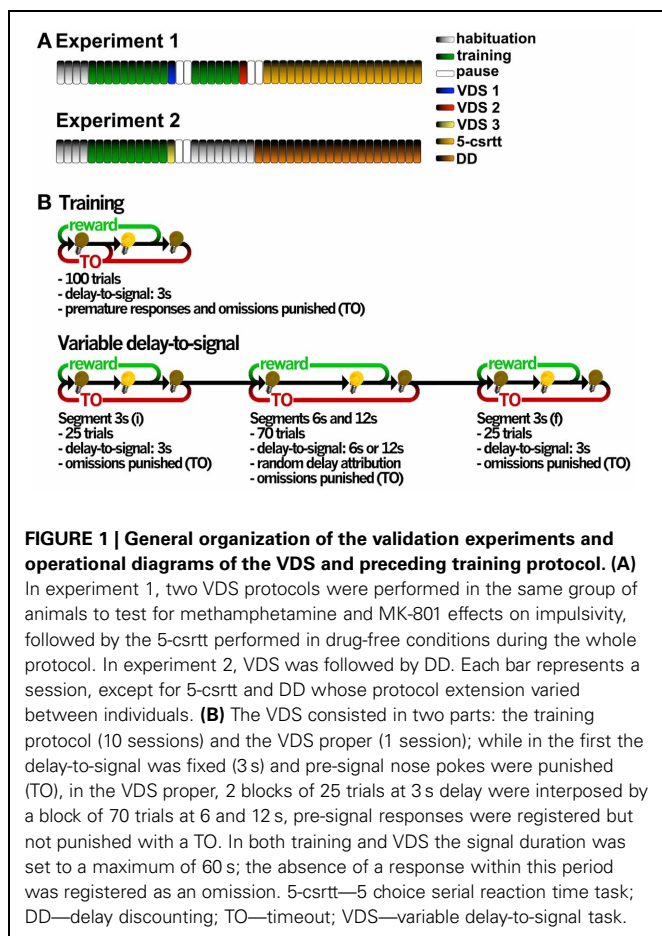 A Experiment 1
habituation
training
pause
VDS 1
VDS 2
VDS 3
5-csrtt
DD
Experiment 2
B Training
reward
TO
- 100 trials
- delay-to-signal: 3s
- premature responses and omissions punished (TO)
Variable delay-to-signal
reward
TO
Segment 3s (i)
- 25 trials
- delay-to-signal: 3s
- omissions punished (TO)
reward
TO
Segments 6s and 12s
- 70 trials
- delay-to-signal: 6s or 12s
- random delay attribution
- omissions punished (TO)
reward
TO
Segment 3s (f)
- 25 trials
- delay-to-signal: 3s
- omissions punished (TO)
FIGURE 1 | General organization of the validation experiments and
operational diagrams of the VDS and preceding training protocol. (A)
In experiment 1, two VDS protocols were performed in the same group of
animals to test for methamphetamine and MK-801 effects on impulsivity,
followed by the 5-csrtt performed in drug-free conditions during the whole
protocol. In experiment 2, VDS was followed by DD. Each bar represents a
session, except for 5-csrtt and DD whose protocol extension varied
between individuals. (B) The VDS consisted in two parts: the training
protocol (10 sessions) and the VDS proper (1 session); while in the first the
delay-to-signal was fixed (3 s) and pre-signal nose pokes were punished
(TO), in the VDS proper, 2 blocks of 25 trials at 3 s delay were interposed by
a block of 70 trials at 6 and 12 s, pre-signal responses were registered but
not punished with a TO. In both training and VDS the signal duration was
set to a maximum of 60 s; the absence of a response within this period
was registered as an omission. 5-csrtt—5 choice serial reaction time task;
DD—delay discounting; TO—timeout; VDS—variable delay-to-signal task.